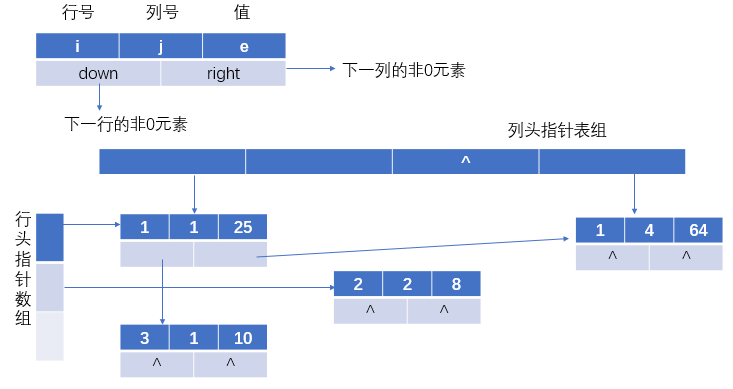 行号 列号 值
i j e
down right
下一列的非0元素
下一行的非0元素
列头指针表组
^
行头指针数组
1 1 25
1 4 64
^ ^
2 2 8
^ ^
3 1 10
^ ^